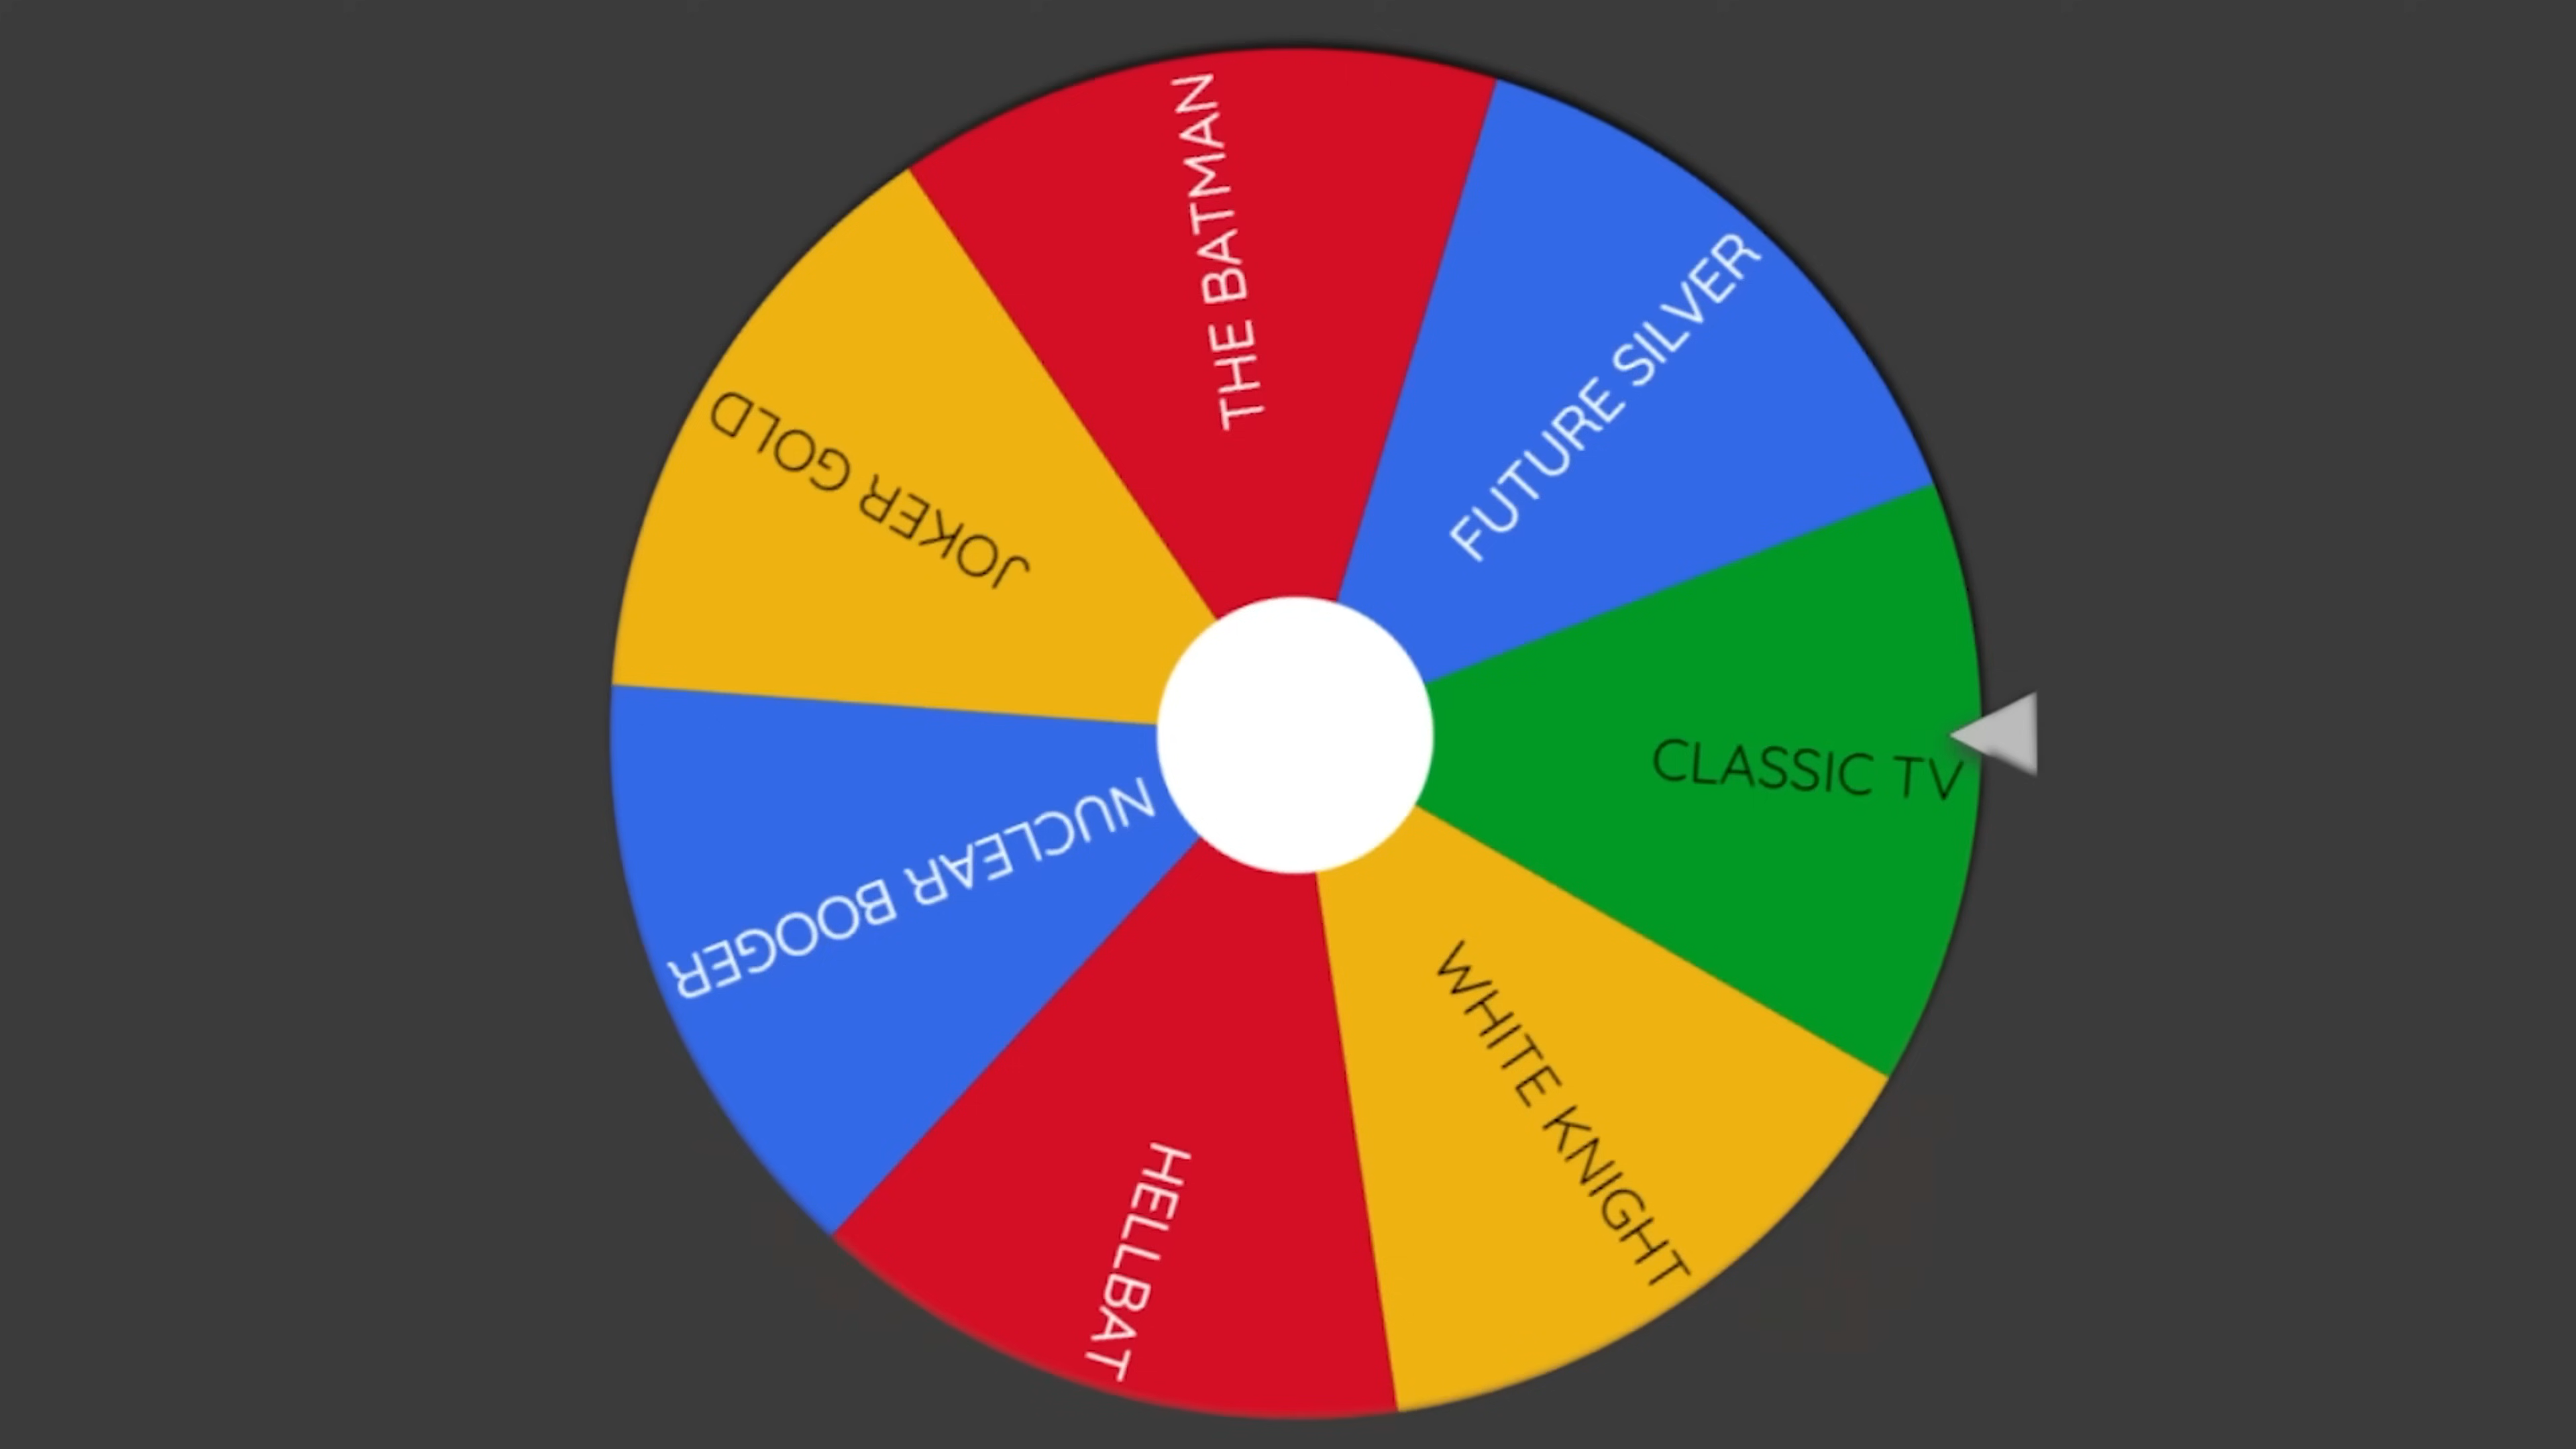 THE BATMAN
FUTURE SILVER
CLASSIC TV
WHITE KNIGHT
HELLBAT
NUCLEAR BOOGER
JOKER GOLD